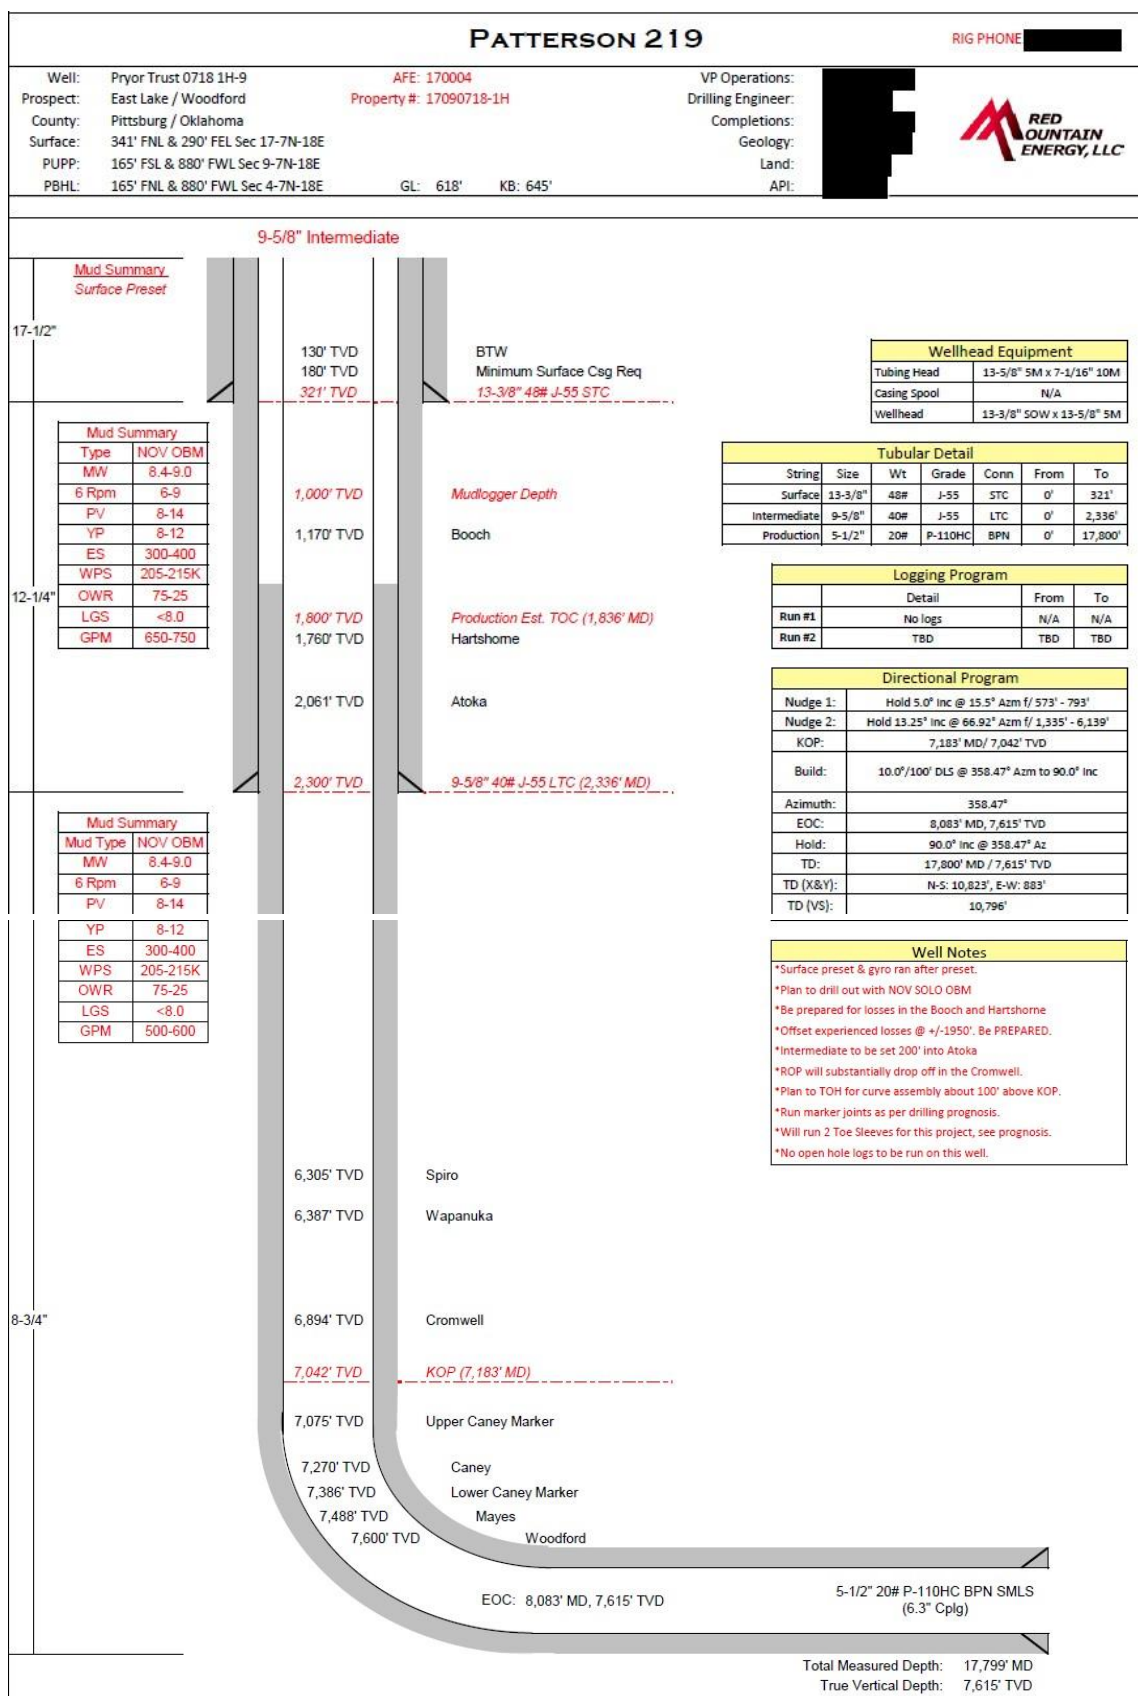 PATTERSON 219
RIG PHONE
Well: Pryor Trust 0718 1H-9 AFE: 170004 VP Operations:
Prospect: East Lake / Woodford Property #: 17090718-1H Drilling Engineer:
County: Pittsburg / Oklahoma Completions:
Surface: 341' FNL & 290' FEL Sec 17-7N-18E Geology:
PUPP: 165' FSL & 880' FWL Sec 9-7N-18E Land:
PBHL: 165' FNL & 880' FWL Sec 4-7N-18E GL: 618' KB: 645' API:
RED
OUNTAIN
ENERGY, LLC
9-5/8" Intermediate
Mud Summary
Surface Preset
17-1/2"
130' TVD BTW
180' TVD Minimum Surface Csg Req
321' TVD 13-3/8" 48# J-55 STC
Wellhead Equipment
Tubing Head 13-5/8" 5M x 7-1/16" 10M
Casing Spool N/A
Wellhead 13-3/8" SOW x 13-5/8" 5M
Mud Summary
Type NOV OBM
MW 8.4-9.0
6 Rpm 6-9
PV 8-14
YP 8-12
ES 300-400
WPS 205-215K
OWR 75-25
LGS <8.0
GPM 650-750
12-1/4"
1,000' TVD Mudlogger Depth
1,170' TVD Booch
1,800' TVD Production Est. TOC (1,836' MD)
1,760' TVD Hartshorne
2,061' TVD Atoka
2,300' TVD 9-5/8" 40# J-55 LTC (2,336' MD)
Tubular Detail
String Size Wt Grade Conn From To
Surface 13-3/8" 48# J-55 STC 0' 321'
Intermediate 9-5/8" 40# J-55 LTC 0' 2,336'
Production 5-1/2" 20# P-110HC BPN 0' 17,800'
Logging Program
Detail From To
Run #1 No logs N/A N/A
Run #2 TBD TBD TBD
Directional Program
Nudge 1: Hold 5.0° Inc @ 15.5° Azm f/ 573' - 793'
Nudge 2: Hold 13.25° Inc @ 66.92° Azm f/ 1,335' - 6,139'
KOP: 7,183' MD/ 7,042' TVD
Build: 10.0°/100' DLS @ 358.47° Azm to 90.0° Inc
Azimuth: 358.47°
EOC: 8,083' MD, 7,615' TVD
Hold: 90.0° Inc @ 358.47° Az
TD: 17,800' MD / 7,615' TVD
TD (X&Y): N-S: 10,823', E-W: 883'
TD (VS): 10,796'
Mud Summary
Mud Type NOV OBM
MW 8.4-9.0
6 Rpm 6-9
PV 8-14
YP 8-12
ES 300-400
WPS 205-215K
OWR 75-25
LGS <8.0
GPM 500-600
Well Notes
*Surface preset & gyro ran after preset.
*Plan to drill out with NOV SOLO OBM
*Be prepared for losses in the Booch and Hartshorne
*Offset experienced losses @ +/-1950'. Be PREPARED.
*Intermediate to be set 200' into Atoka
*ROP will substantially drop off in the Cromwell.
*Plan to TOH for curve assembly about 100' above KOP.
*Run marker joints as per drilling prognosis.
*Will run 2 Toe Sleeves for this project, see prognosis.
*No open hole logs to be run on this well.
8-3/4"
6,305' TVD Spiro
6,387' TVD Wapanuka
6,894' TVD Cromwell
7,042' TVD KOP (7,183' MD)
7,075' TVD Upper Caney Marker
7,270' TVD Caney
7,386' TVD Lower Caney Marker
7,488' TVD Mayes
7,600' TVD Woodford
EOC: 8,083' MD, 7,615' TVD
5-1/2" 20# P-110HC BPN SMLS
(6.3" Cplg)
Total Measured Depth: 17,799' MD
True Vertical Depth: 7,615' TVD